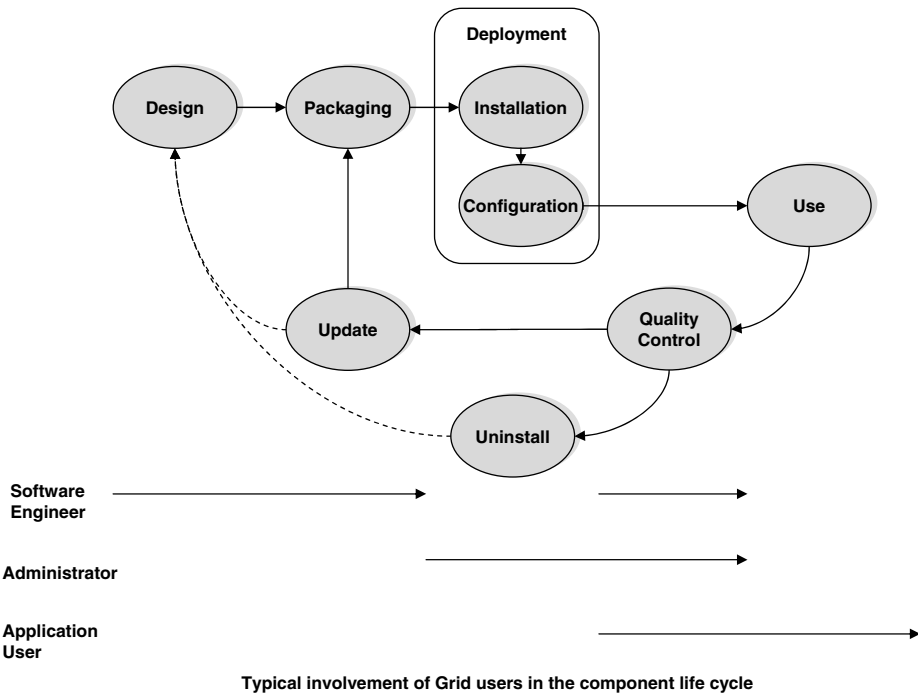 Deployment
Design
Packaging
Installation
Configuration
Use
Update
Quality
Control
Uninstall
Software
Engineer
Administrator
Application
User
Typical involvement of Grid users in the component life cycle